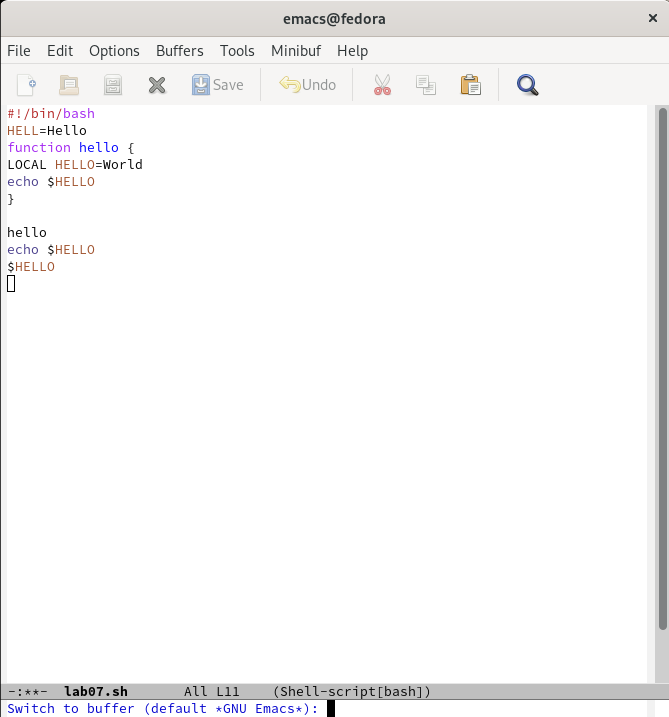 emacs@fedora
File Edit Options Buffers Tools Minibuf Help
Save Undo
#!/bin/bash
HELL=Hello
function hello {
LOCAL HELLO=World
echo $HELLO
}
hello
echo $HELLO
$HELLO
-:**- lab07.sh All L11 (Shell-script[bash])
Switch to buffer (default *GNU Emacs*):